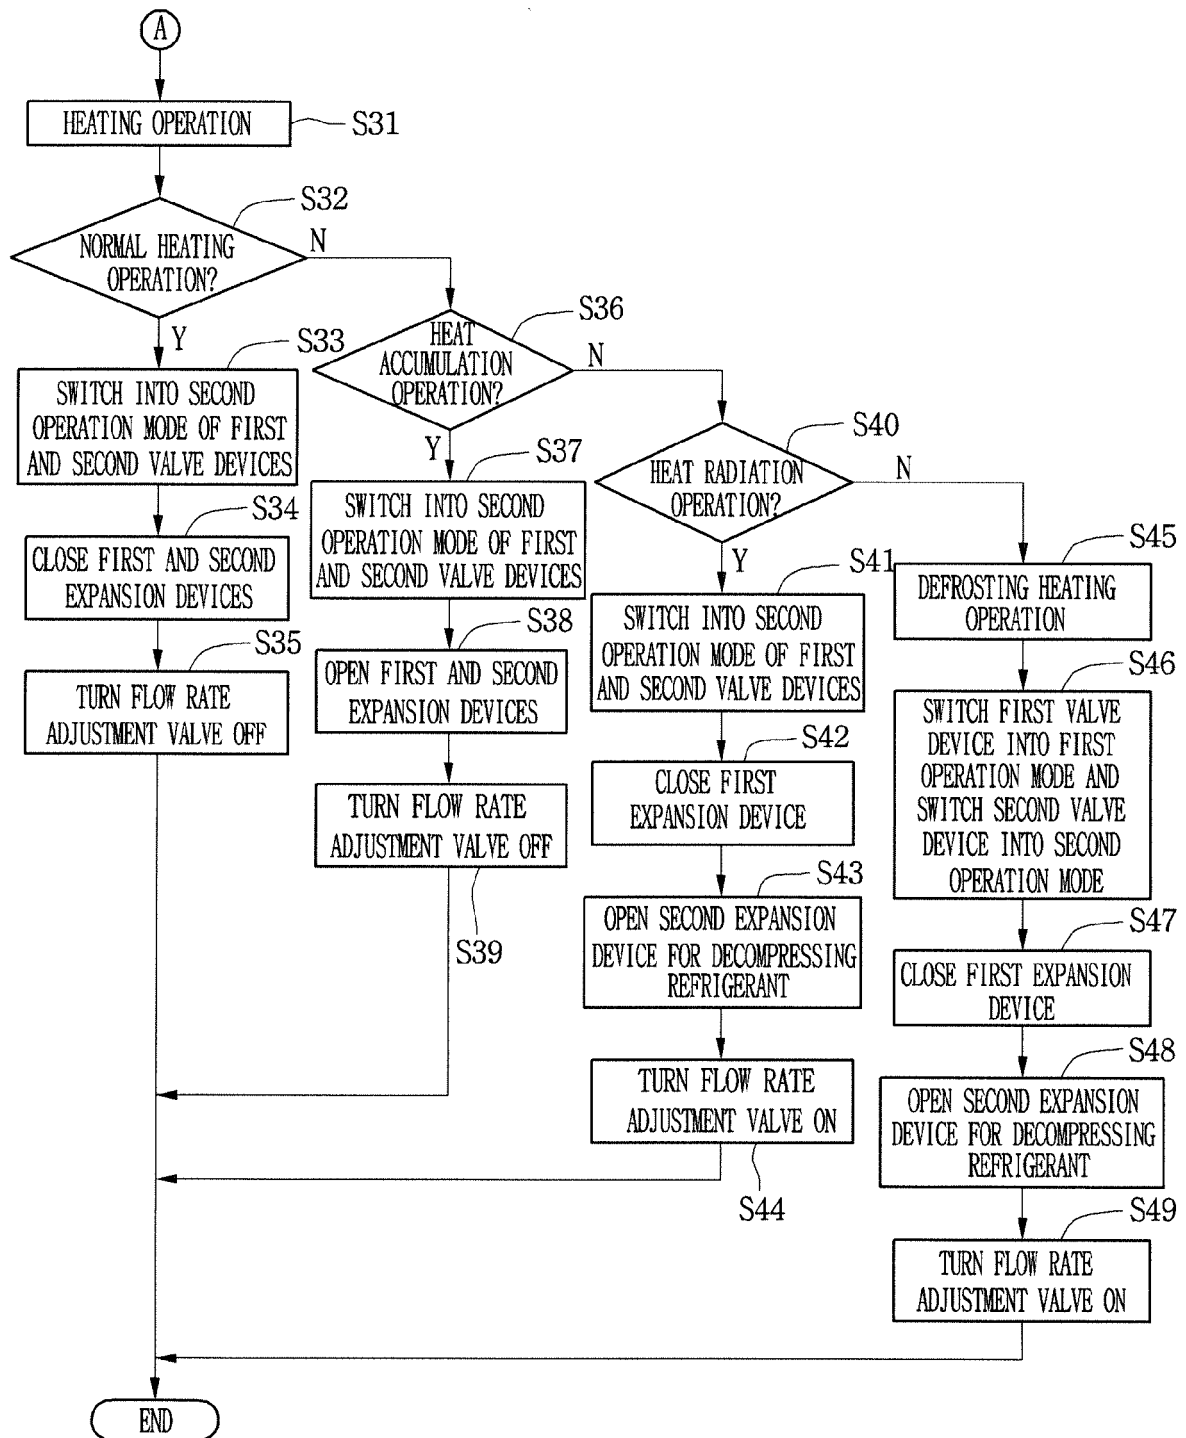 A
HEATING OPERATION
S31
S32
NORMAL HEATING
OPERATION?
N
Y
S33
SWITCH INTO SECOND
OPERATION MODE OF FIRST
AND SECOND VALVE DEVICES
S34
CLOSE FIRST AND SECOND
EXPANSION DEVICES
S35
TURN FLOW RATE
ADJUSTMENT VALVE OFF
S36
HEAT
ACCUMULATION
OPERATION?
N
Y
S37
SWITCH INTO SECOND
OPERATION MODE OF FIRST
AND SECOND VALVE DEVICES
S38
OPEN FIRST AND SECOND
EXPANSION DEVICES
TURN FLOW RATE
ADJUSTMENT VALVE OFF
S39
S40
HEAT RADIATION
OPERATION?
N
Y
S41
SWITCH INTO SECOND
OPERATION MODE OF FIRST
AND SECOND VALVE DEVICES
S42
CLOSE FIRST
EXPANSION DEVICE
S43
OPEN SECOND EXPANSION
DEVICE FOR DECOMPRESSING
REFRIGERANT
TURN FLOW RATE
ADJUSTMENT VALVE ON
S44
S45
DEFROSTING HEATING
OPERATION
S46
SWITCH FIRST VALVE
DEVICE INTO FIRST
OPERATION MODE AND
SWITCH SECOND VALVE
DEVICE INTO SECOND
OPERATION MODE
S47
CLOSE FIRST EXPANSION
DEVICE
S48
OPEN SECOND EXPANSION
DEVICE FOR DECOMPRESSING
REFRIGERANT
S49
TURN FLOW RATE
ADJUSTMENT VALVE ON
END